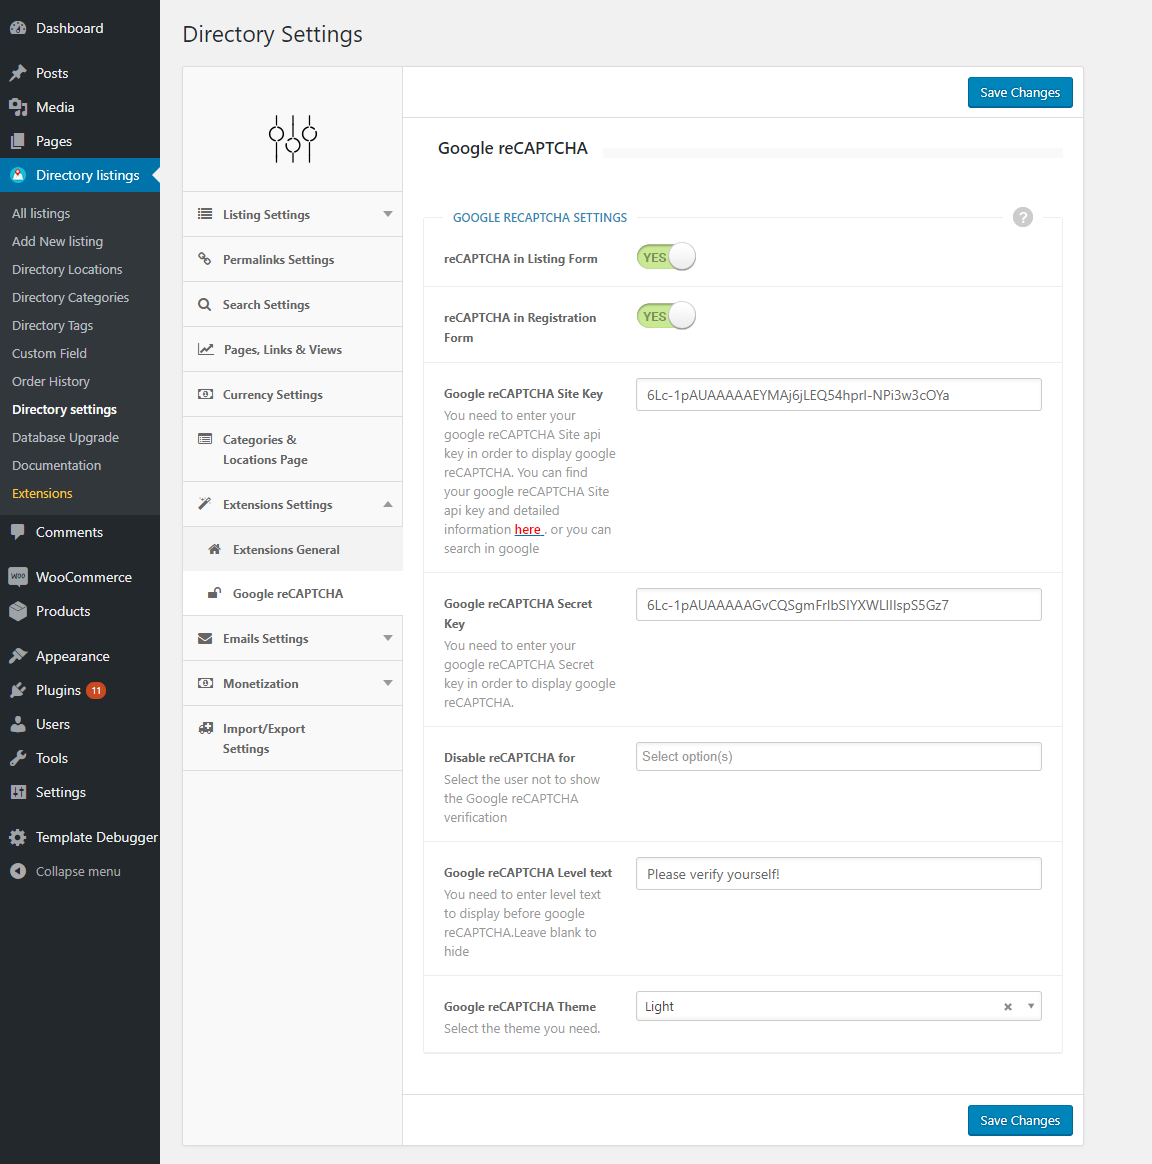 Dashboard
Posts
Media
Pages
Directory listings
All listings
Add New listing
Directory Locations
Directory Categories
Directory Tags
Custom Field
Order History
Directory settings
Database Upgrade
Documentation
Extensions
Comments
Woo
WooCommerce
Products
Appearance
Plugins 11
Users
Tools
Settings
Template Debugger
Collapse menu
Directory Settings
Listing Settings
Permalinks Settings
Search Settings
Pages, Links & Views
Currency Settings
Categories &
Locations Page
Extensions Settings
Extensions General
Google reCAPTCHA
Emails Settings
Monetization
Import/Export
Settings
Save Changes
Google reCAPTCHA
GOOGLE RECAPTCHA SETTINGS
?
reCAPTCHA in Listing Form
YES
reCAPTCHA in Registration
Form
YES
Google reCAPTCHA Site Key
You need to enter your
google reCAPTCHA Site api
key in order to display google
reCAPTCHA. You can find
your google reCAPTCHA Site
api key and detailed
information here , or you can
search in google
6Lc-1pAUAAAAAEYMAj6jLEQ54hprI-NPi3w3cOYa
Google reCAPTCHA Secret
Key
You need to enter your
google reCAPTCHA Secret
key in order to display google
reCAPTCHA.
6Lc-1pAUAAAAAGvCQSgmFrIbSIYXWLIIIspS5Gz7
Disable reCAPTCHA for
Select the user not to show
the Google reCAPTCHA
verification
Select option(s)
Google reCAPTCHA Level text
You need to enter level text
to display before google
reCAPTCHA.Leave blank to
hide
Please verify yourself!
Google reCAPTCHA Theme
Select the theme you need.
Light
Save Changes